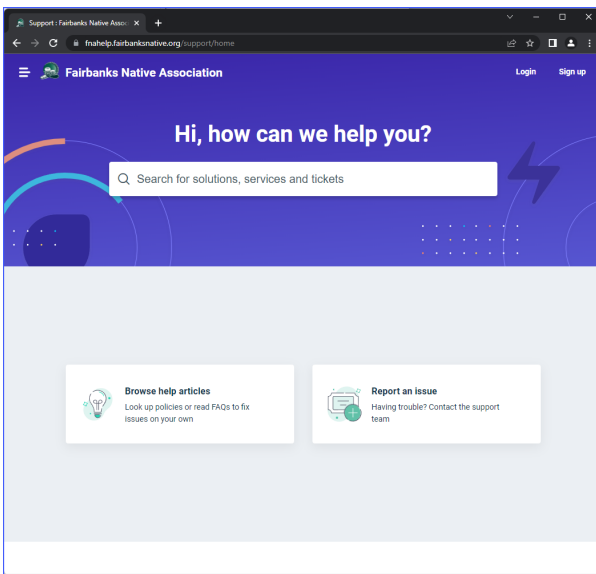 Support : Fairbanks Native Assoc
fnahelp.fairbanksnative.org/support/home
Fairbanks Native Association
Login
Sign up
Hi, how can we help you?
Search for solutions, services and tickets
Browse help articles
Look up policies or read FAQs to fix
issues on your own
Report an issue
Having trouble? Contact the support
team